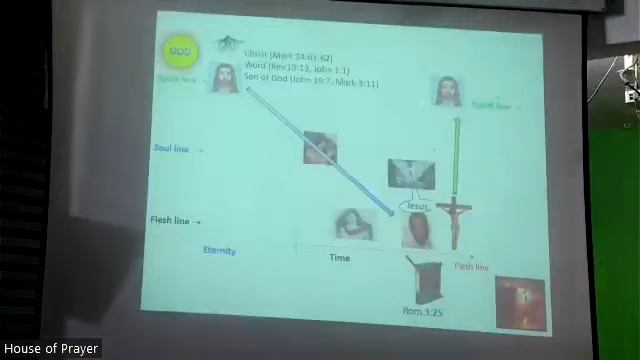 GOD
Christ (Mark 14:61,62)
Word (Rev.19:13, John 1:1)
Son of God (John 19:7, Mark 3:11)
Spirit line
Spirit line
Soul line
Jesus
Flesh line
Eternity
Time
Flesh line
Rom.3:25
House of Prayer